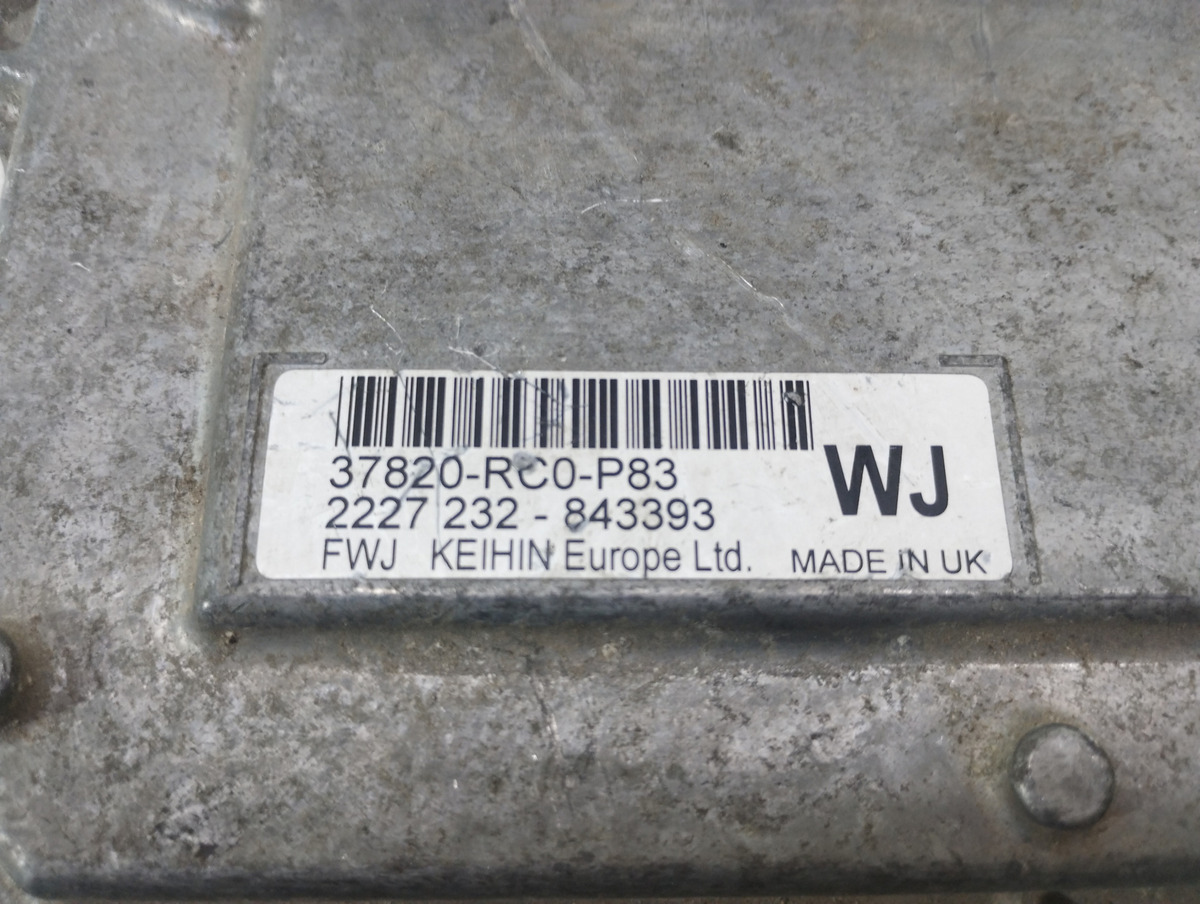 37820-RC0-P83
2227 232 - 843393
WJ
FWJ KEIHIN Europe Ltd. MADE IN UK